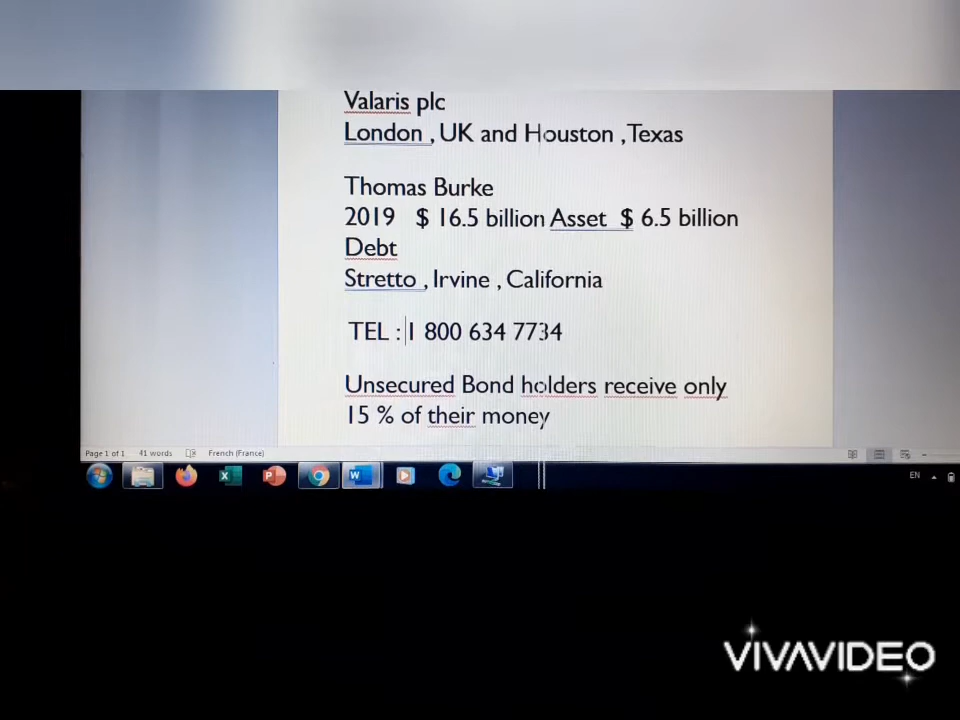 Valaris plc
London , UK and Houston , Texas
Thomas Burke
2019 $ 16.5 billion Asset $ 6.5 billion
Debt
Stretto , Irvine , California
TEL : 1 800 634 7734
Unsecured Bond holders receive only
15 % of their money
Page 1 of 1 41 words French (France)
EN
VIVAVIDEO